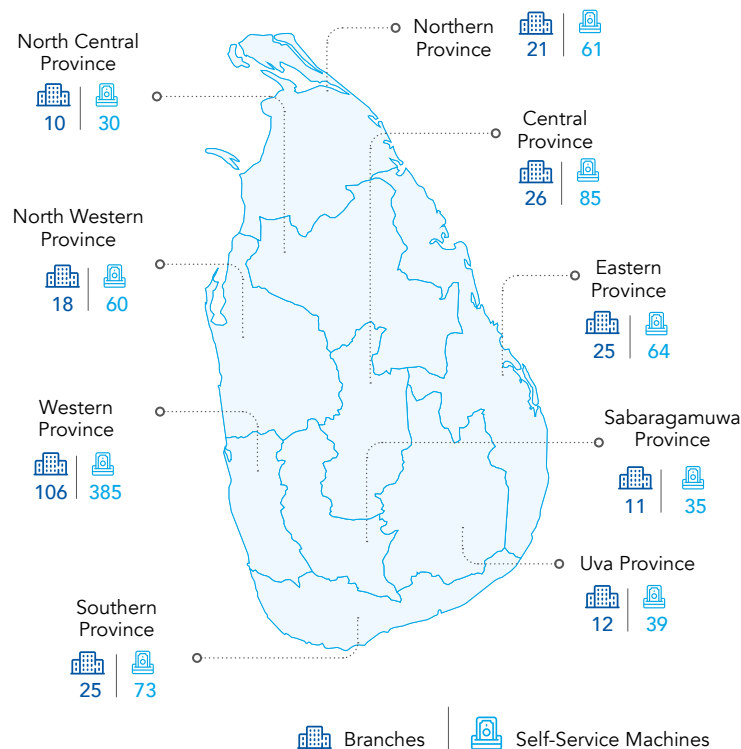 North Central
Province
10 30
Northern
Province
21 61
Central
Province
26 85
North Western
Province
18 60
Eastern
Province
25 64
Western
Province
106 385
Sabaragamuwa
Province
11 35
Uva Province
12 39
Southern
Province
25 73
Branches
Self-Service Machines